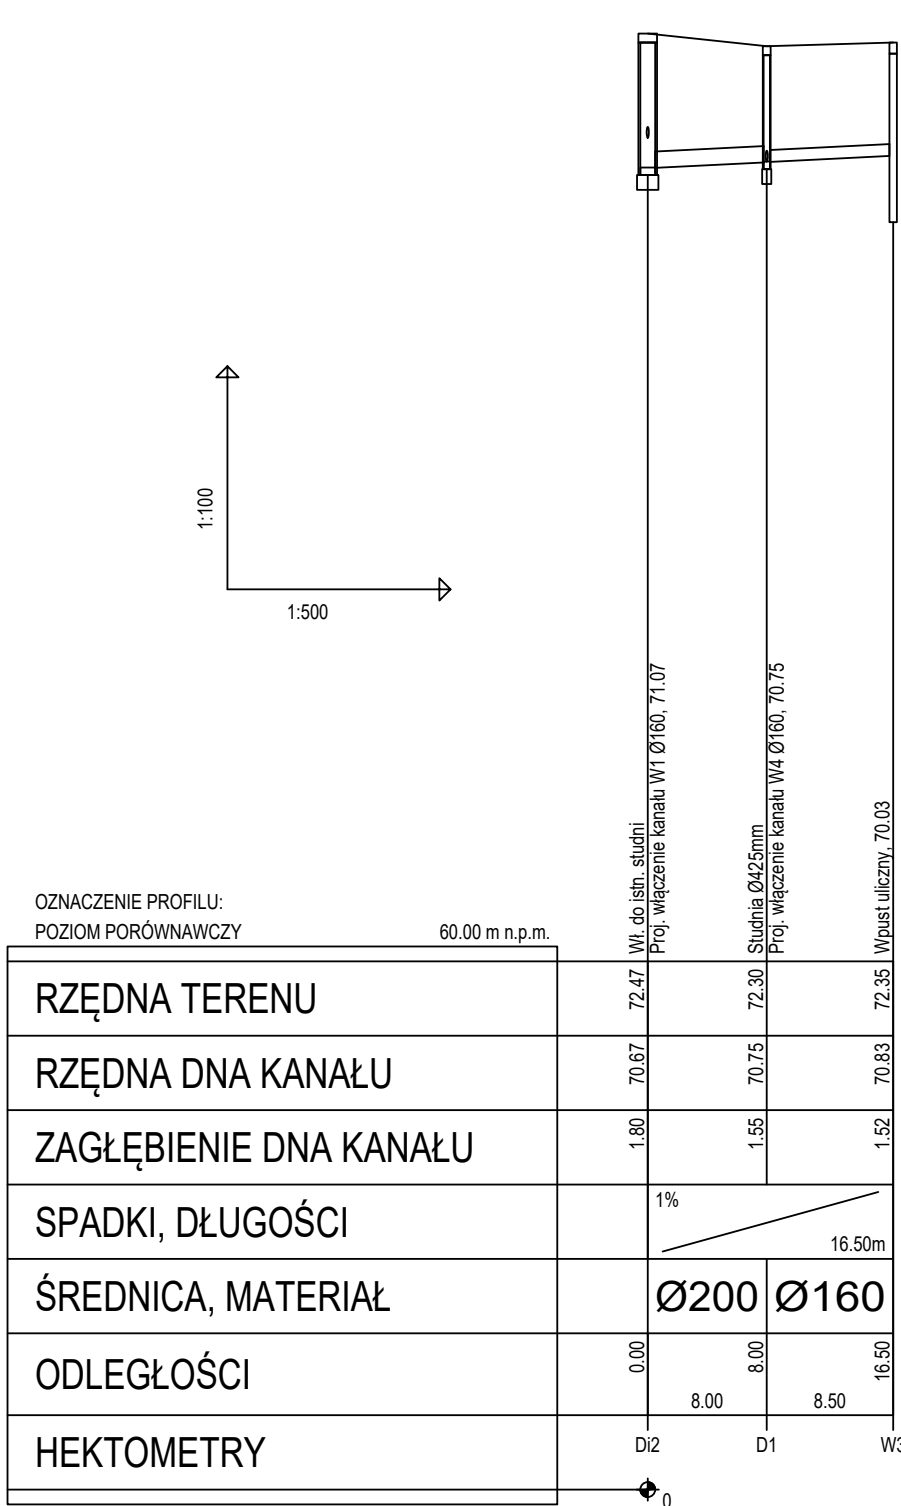 1:100
1:500
Wł. do istn. studni
Proj. włączenie kanału W1 Ø160, 71.07
Studnia Ø425mm
Proj. włączenie kanału W4 Ø160, 70.75
Wpust uliczny, 70.03
OZNACZENIE PROFILU:
POZIOM PORÓWNAWCZY 60.00 m n.p.m.
RZĘDNA TERENU 72.47 72.30 72.35
RZĘDNA DNA KANAŁU 70.67 70.75 70.83
ZAGŁĘBIENIE DNA KANAŁU 1.80 1.55 1.52
SPADKI, DŁUGOŚCI 1% 16.50m
ŚREDNICA, MATERIAŁ Ø200 Ø160
ODLEGŁOŚCI 0.00 8.00 16.50
8.00 8.50
HEKTOMETRY Di2 D1 W3
0